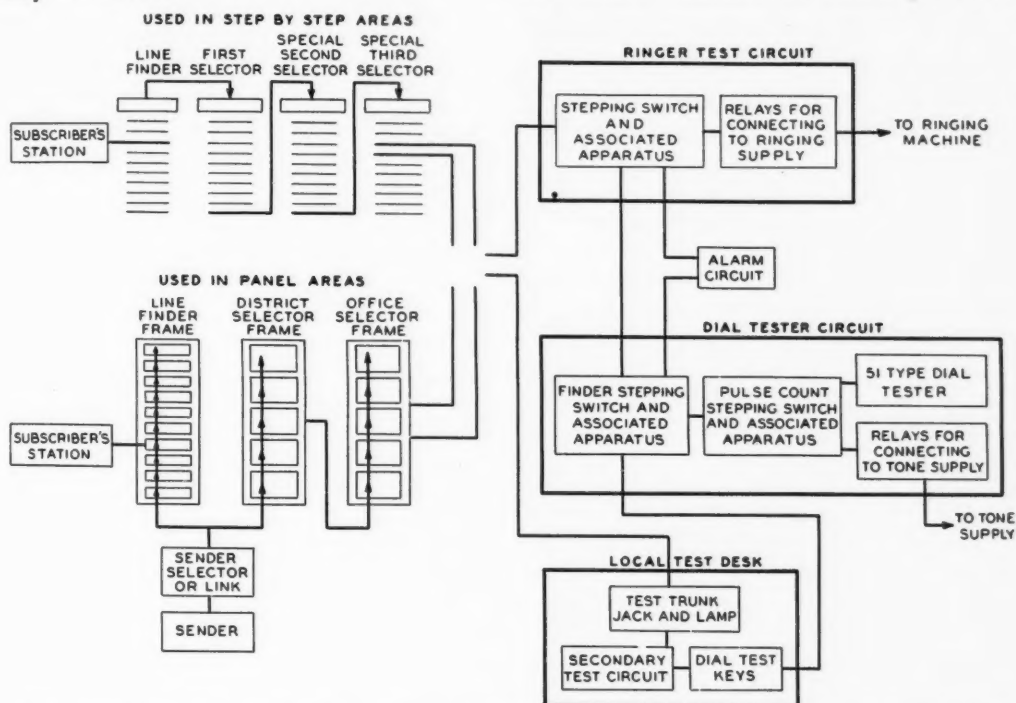 USED IN STEP BY STEP AREAS
LINE
FINDER
FIRST
SELECTOR
SPECIAL
SECOND
SELECTOR
SPECIAL
THIRD
SELECTOR
SUBSCRIBER'S
STATION
USED IN PANEL AREAS
LINE
FINDER
FRAME
DISTRICT
SELECTOR
FRAME
OFFICE
SELECTOR
FRAME
SUBSCRIBER'S
STATION
SENDER
SELECTOR
OR LINK
SENDER
RINGER TEST CIRCUIT
STEPPING SWITCH
AND
ASSOCIATED
APPARATUS
RELAYS FOR
CONNECTING
TO RINGING
SUPPLY
TO RINGING
MACHINE
ALARM
CIRCUIT
DIAL TESTER CIRCUIT
FINDER STEPPING
SWITCH AND
ASSOCIATED
APPARATUS
PULSE COUNT
STEPPING SWITCH
AND ASSOCIATED
APPARATUS
51 TYPE DIAL
TESTER
RELAYS FOR
CONNECTING
TO TONE SUPPLY
TO TONE
SUPPLY
LOCAL TEST DESK
TEST TRUNK
JACK AND LAMP
SECONDARY
TEST CIRCUIT
DIAL TEST
KEYS